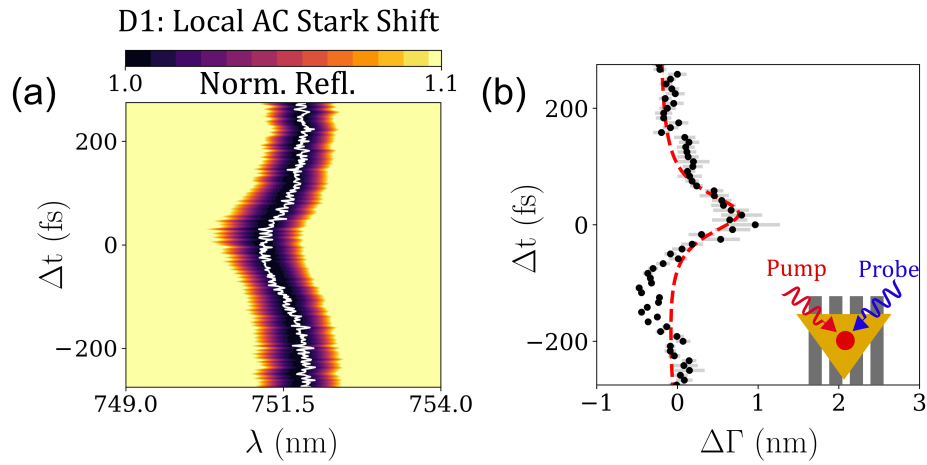 D1: Local AC Stark Shift
1.0 Norm. Refl. 1.1
(a)
200
0
−200
Δt (fs)
749.0 751.5 754.0
λ (nm)
(b)
200
0
−200
Δt (fs)
Pump Probe
−1 0 1 2 3
ΔΓ (nm)